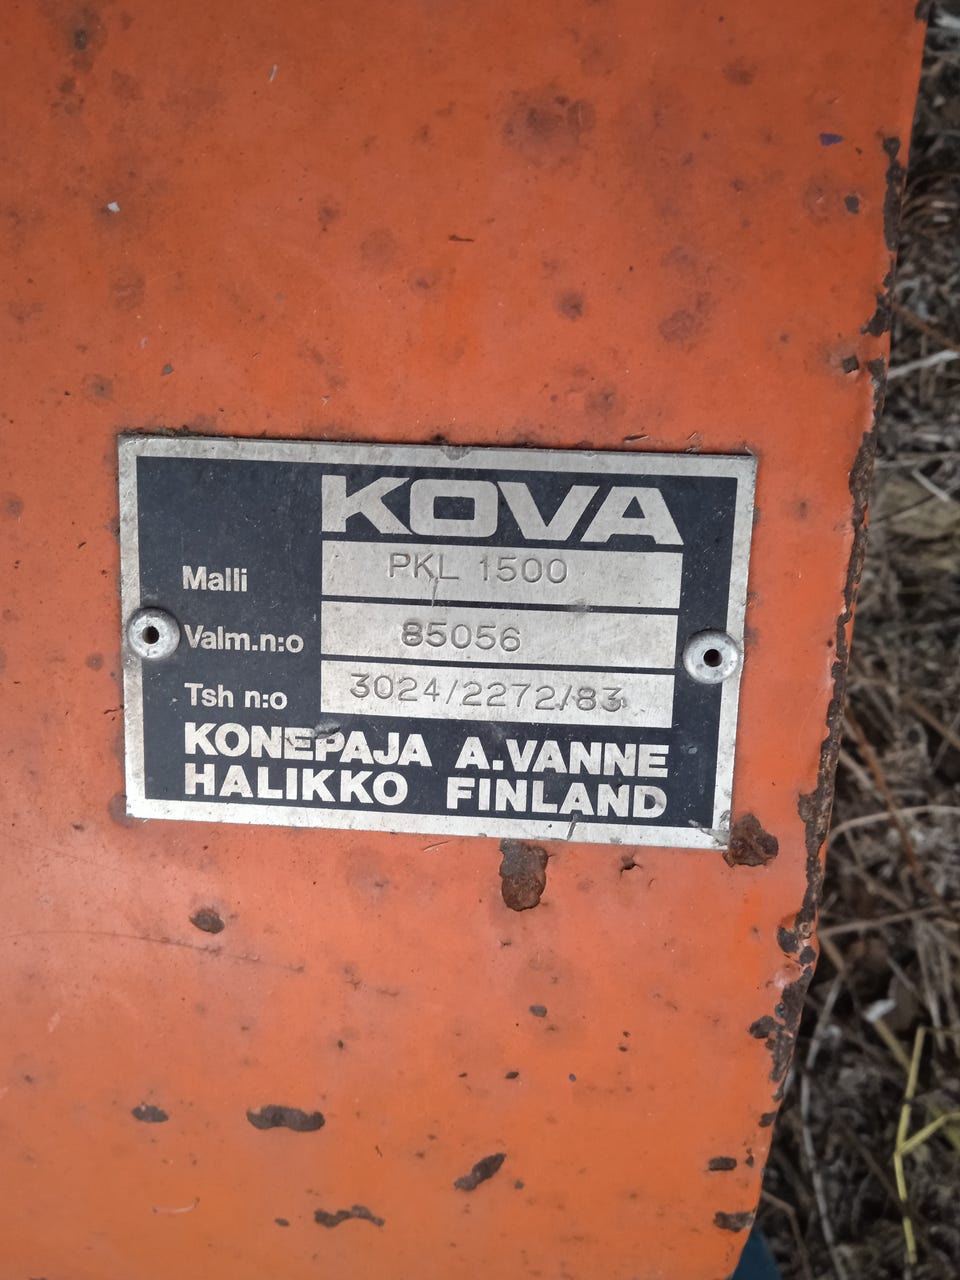 KOVA
Malli PKL 1500
Valm.n:o 85056
Tsh n:o 3024/2272/83
KONEPAJA A.VANNE
HALIKKO FINLAND